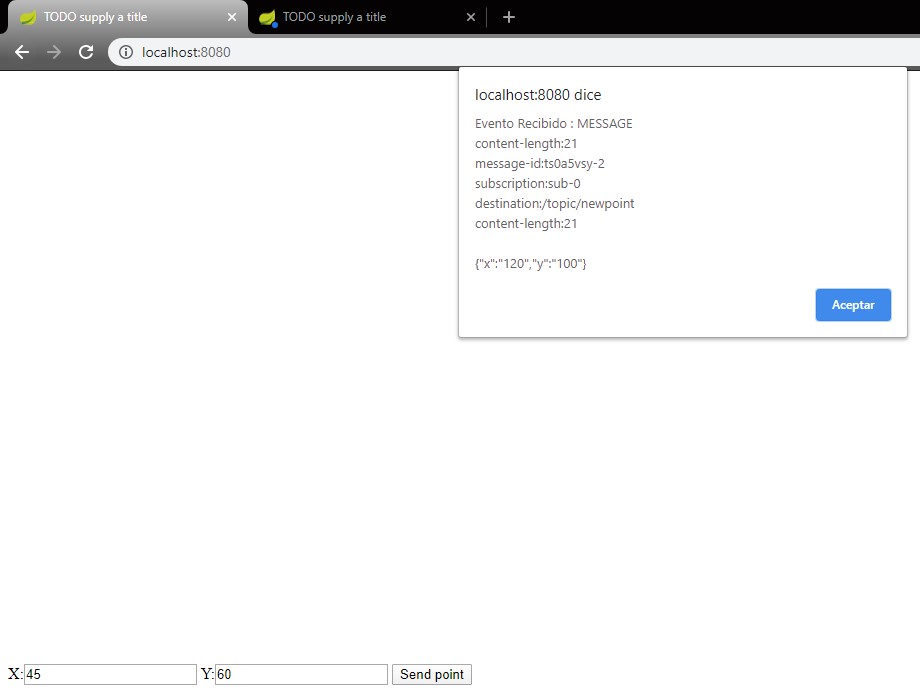 TODO supply a title
TODO supply a title
localhost:8080
localhost:8080 dice
Evento Recibido : MESSAGE
content-length:21
message-id:ts0a5vsy-2
subscription:sub-0
destination:/topic/newpoint
content-length:21
{"x":"120","y":"100"}
Aceptar
X: 45 Y: 60 Send point